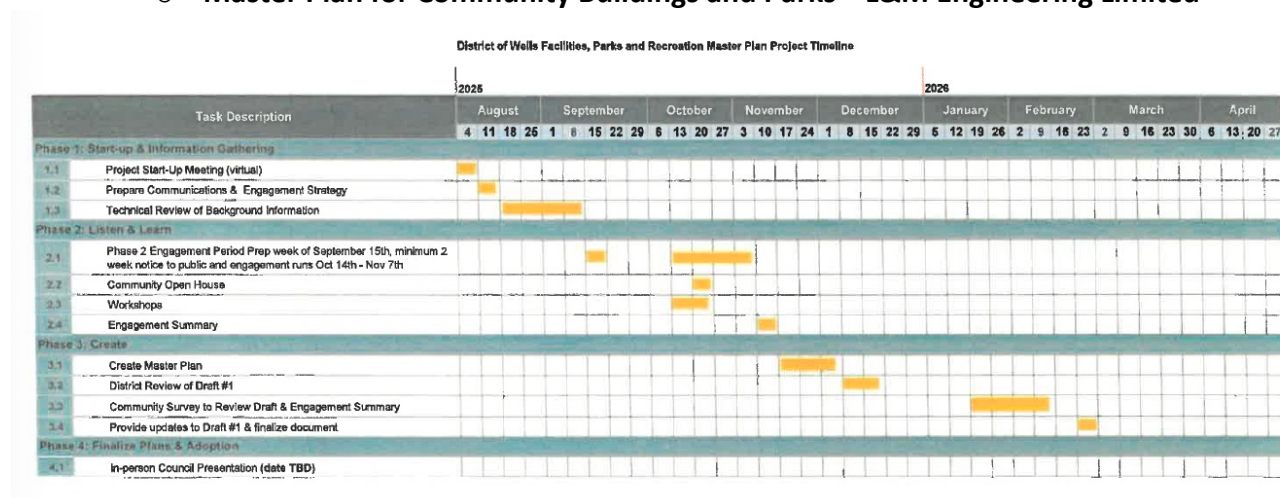 Master Plan for Community Buildings and Parks – L&M Engineering Limited
District of Wells Facilities, Parks and Recreation Master Plan Project Timeline
2025 2026
Task Description August September October November December January February March April
4 11 18 25 1 8 15 22 29 6 13 20 27 3 10 17 24 1 8 15 22 29 5 12 19 26 2 9 16 23 2 9 16 23 30 6 13 20 27
Phase 1: Start-up & Information Gathering
1.1 Project Start-Up Meeting (virtual)
1.2 Prepare Communications & Engagement Strategy
1.3 Technical Review of Background Information
Phase 2: Listen & Learn
2.1 Phase 2 Engagement Period Prep week of September 15th, minimum 2
week notice to public and engagement runs Oct 14th - Nov 7th
2.2 Community Open House
2.3 Workshops
2.4 Engagement Summary
Phase 3: Create
3.1 Create Master Plan
3.2 District Review of Draft #1
3.3 Community Survey to Review Draft & Engagement Summary
3.4 Provide updates to Draft #1 & finalize document
Phase 4: Finalize Plans & Adoption
4.1 In-person Council Presentation (date TBD)